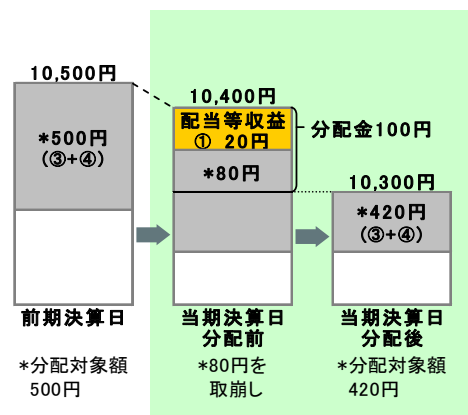 10,500円
*500円
(③+④)
前期決算日
*分配対象額
500円
10,400円
配当等収益
① 20円
*80円
分配金100円
当期決算日
分配前
*80円を
取崩し
10,300円
*420円
(③+④)
当期決算日
分配後
*分配対象額
420円